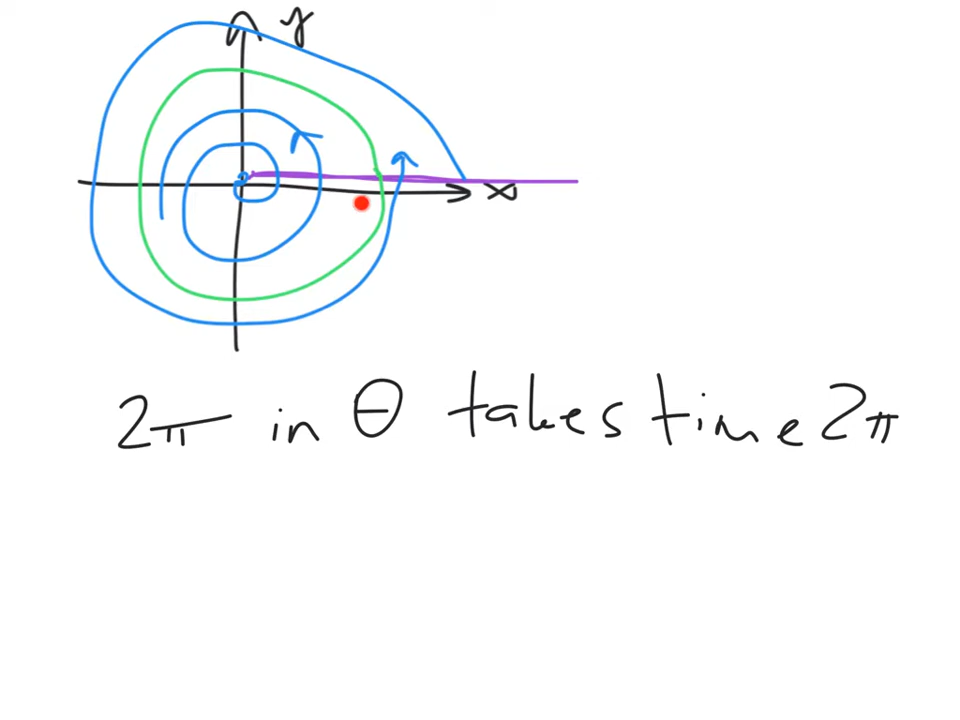 y
x
2π in θ takes time 2π